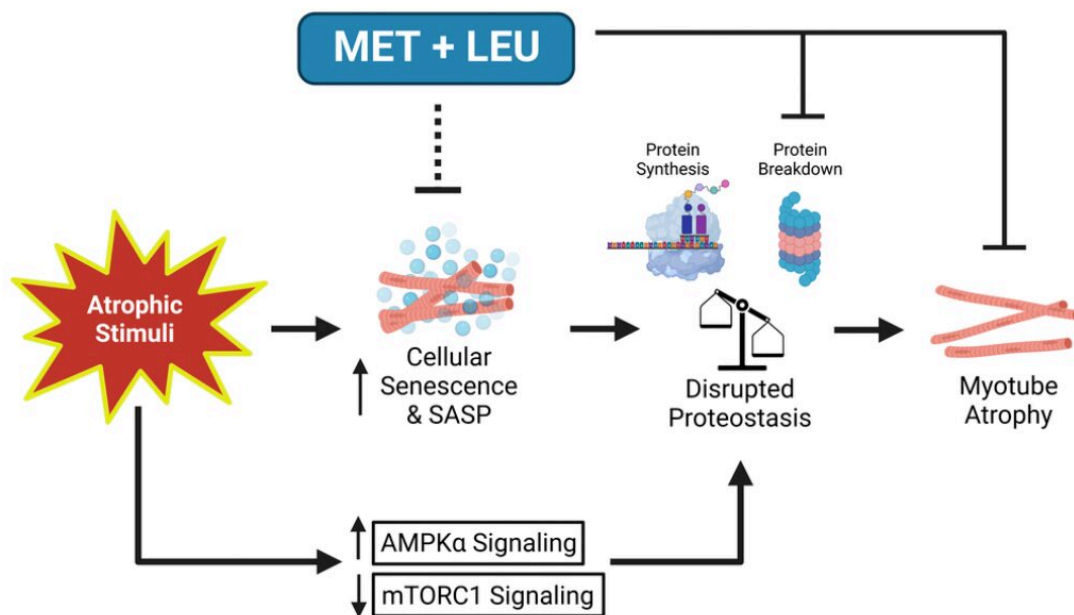 MET + LEU
Protein
Synthesis
Protein
Breakdown
Atrophic
Stimuli
Cellular
Senescence
& SASP
Disrupted
Proteostasis
Myotube
Atrophy
AMPKα Signaling
mTORC1 Signaling